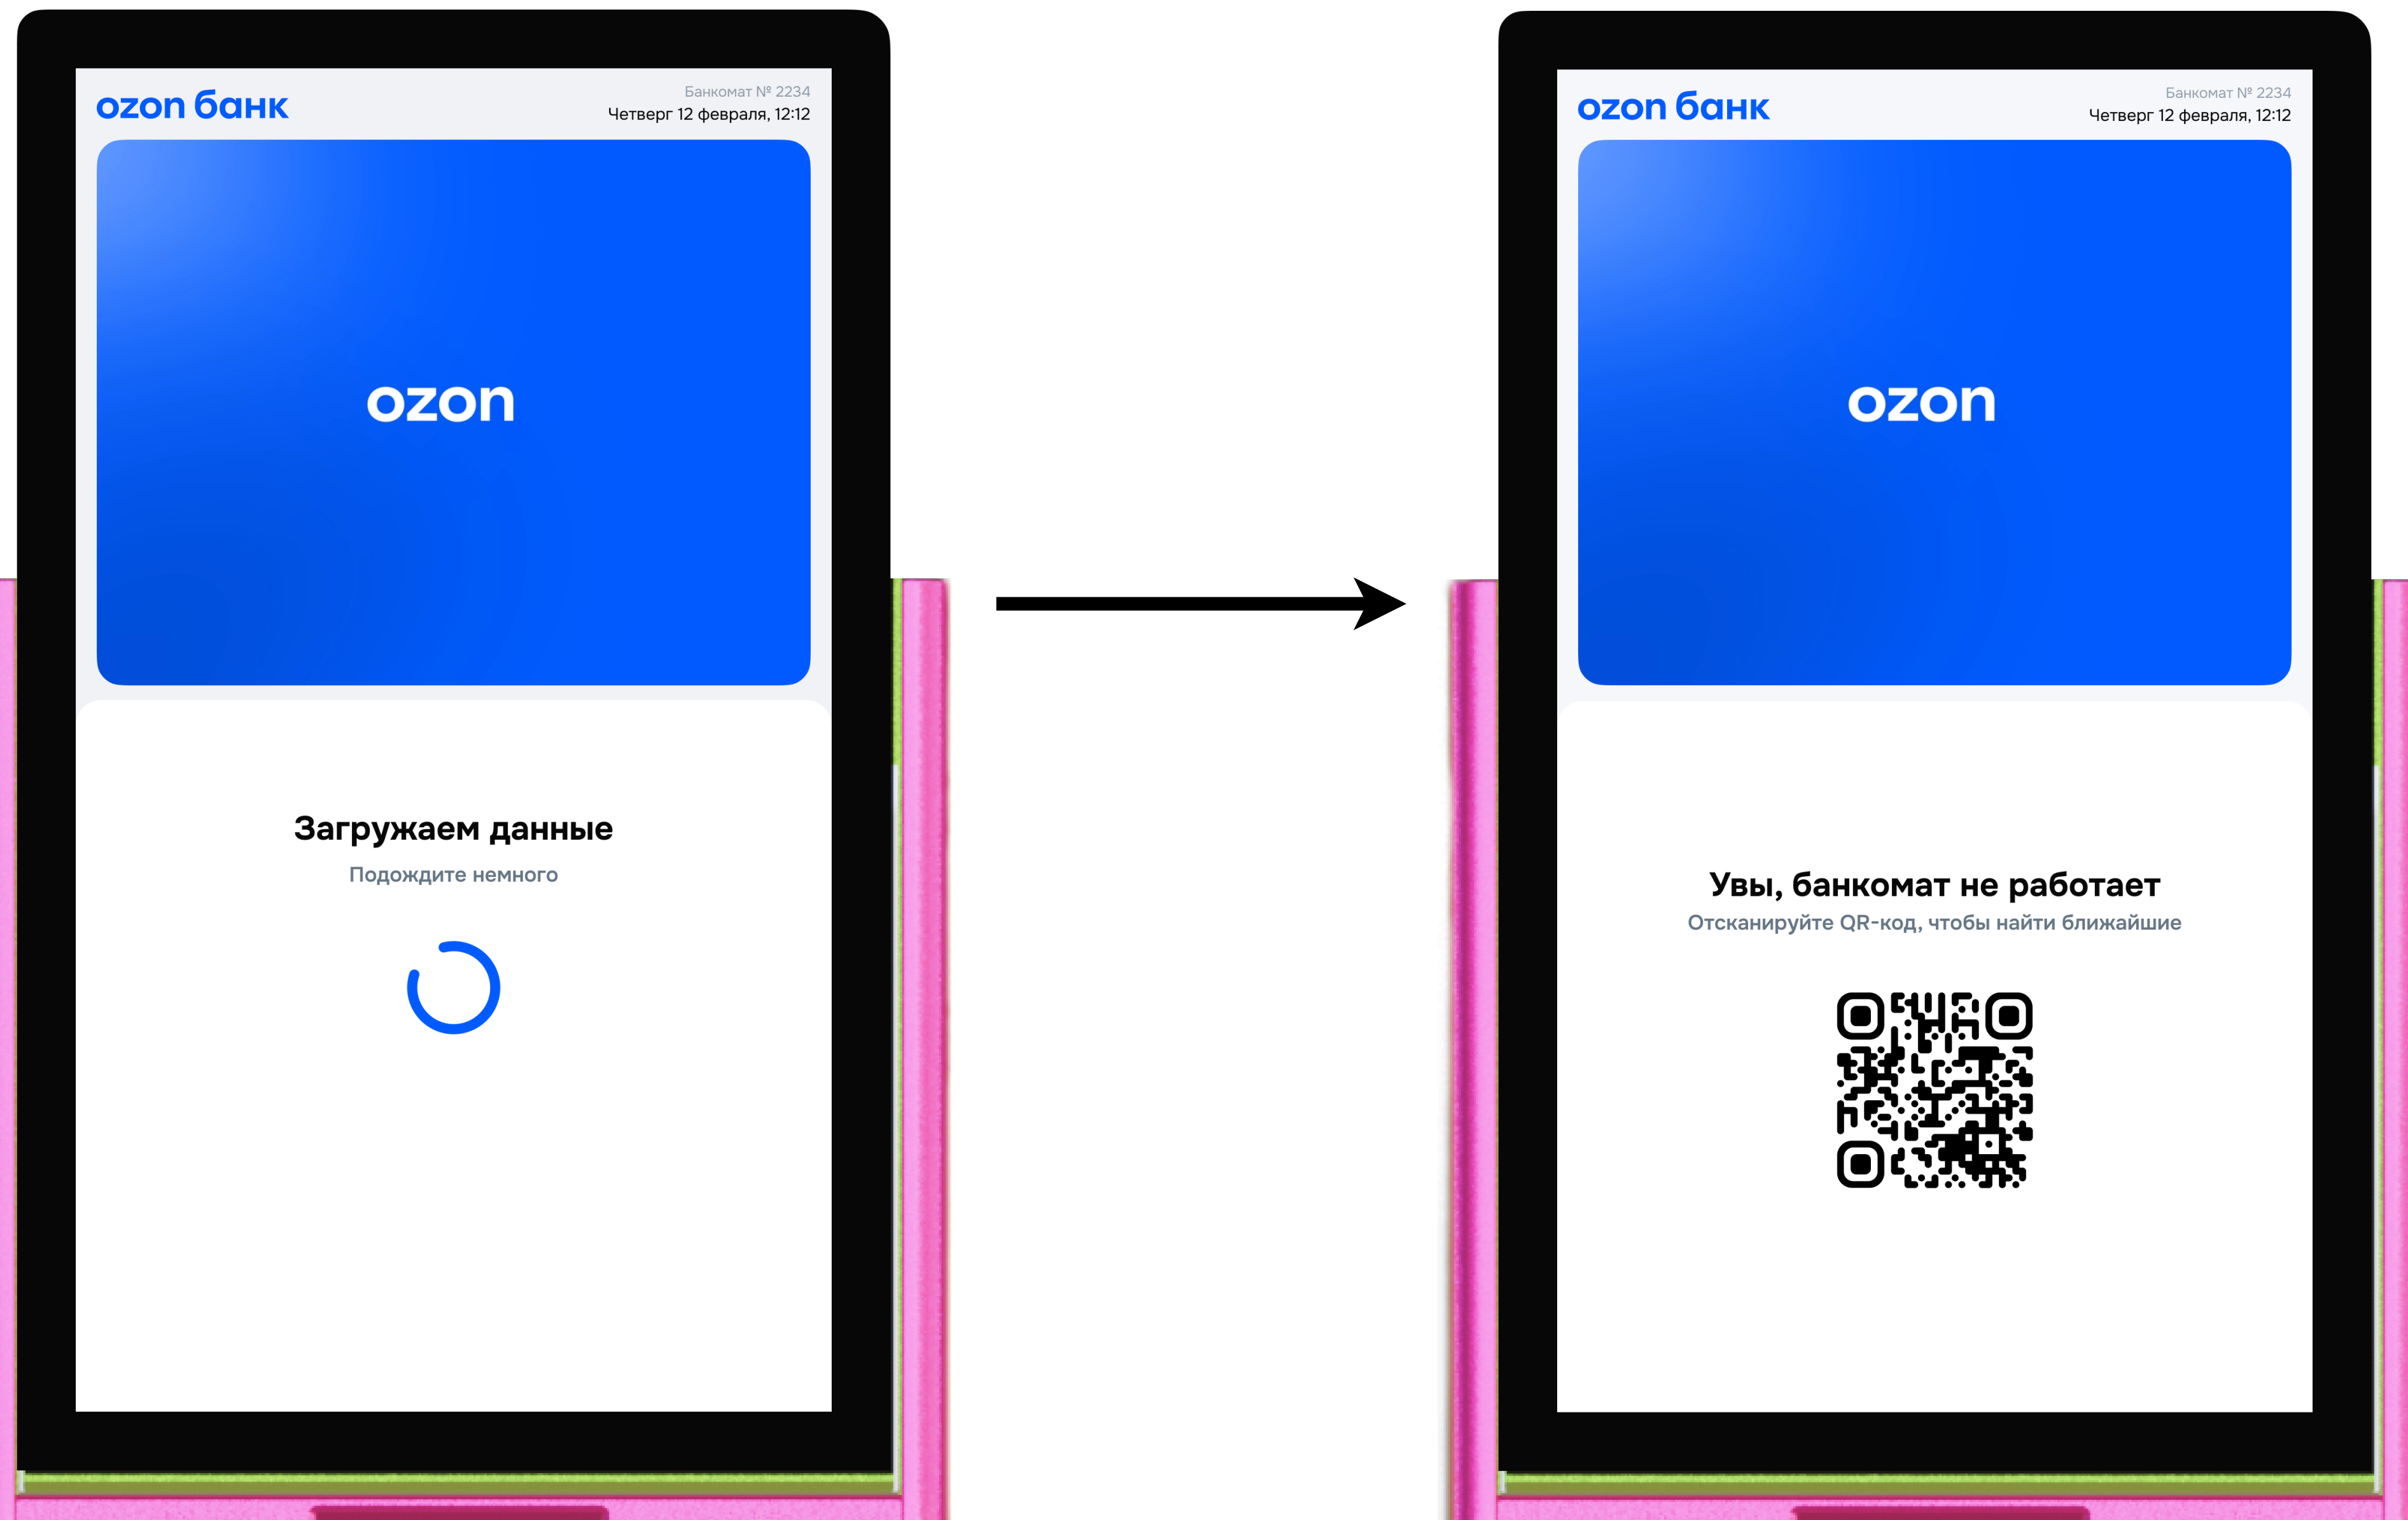 ozon банк
Банкомат № 2234
Четверг 12 февраля, 12:12
ozon
Загружаем данные
Подождите немного
ozon банк
Банкомат № 2234
Четверг 12 февраля, 12:12
ozon
Увы, банкомат не работает
Отсканируйте QR-код, чтобы найти ближайшие